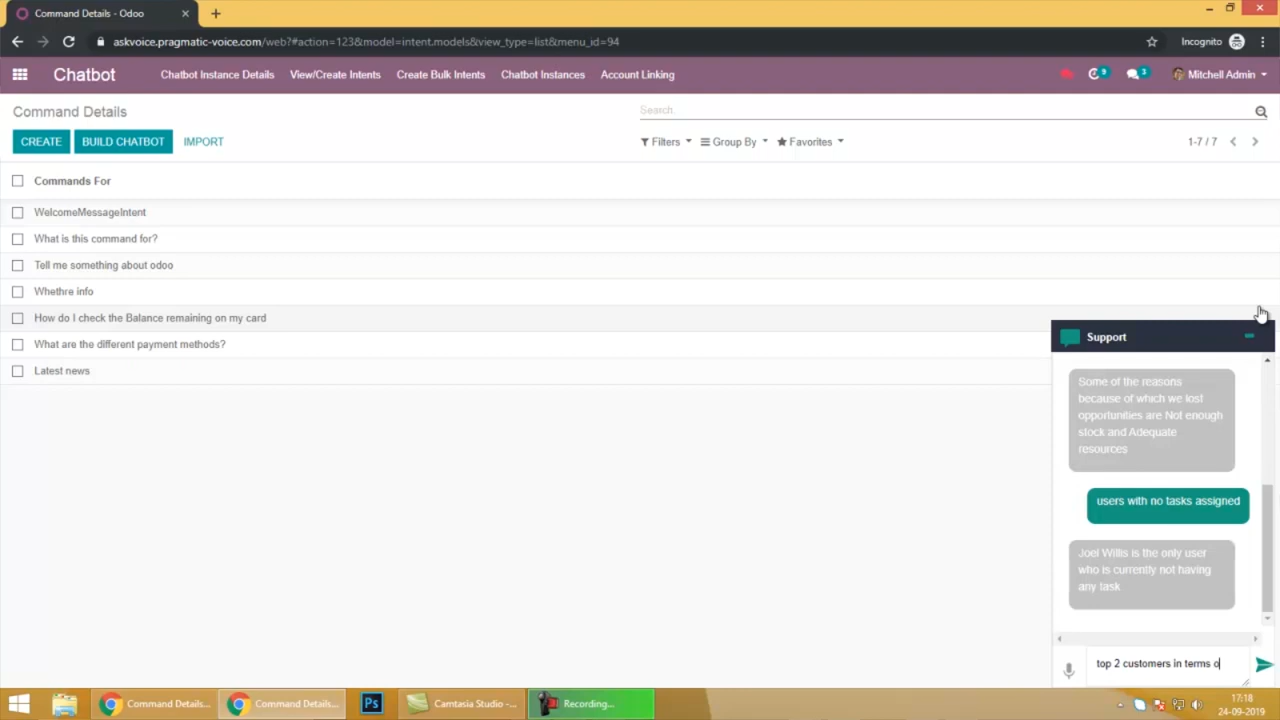 Command Details - Odoo
askvoice.pragmatic-voice.com/web?#action=123&model=intent.models&view_type=list&menu_id=94
Incognito
Chatbot
Chatbot Instance Details
View/Create Intents
Create Bulk Intents
Chatbot Instances
Account Linking
9
3
Mitchell Admin
Command Details
Search...
CREATE
BUILD CHATBOT
IMPORT
Filters
Group By
Favorites
1-7 / 7
Commands For
WelcomeMessageIntent
What is this command for?
Tell me something about odoo
Whethre info
How do I check the Balance remaining on my card
What are the different payment methods?
Latest news
Support
Some of the reasons
because of which we lost
opportunities are Not enough
stock and Adequate
resources
users with no tasks assigned
Joel Willis is the only user
who is currently not having
any task
top 2 customers in terms o
Command Details...
Command Details...
Ps
Camtasia Studio -...
Recording...
17:18
24-09-2019